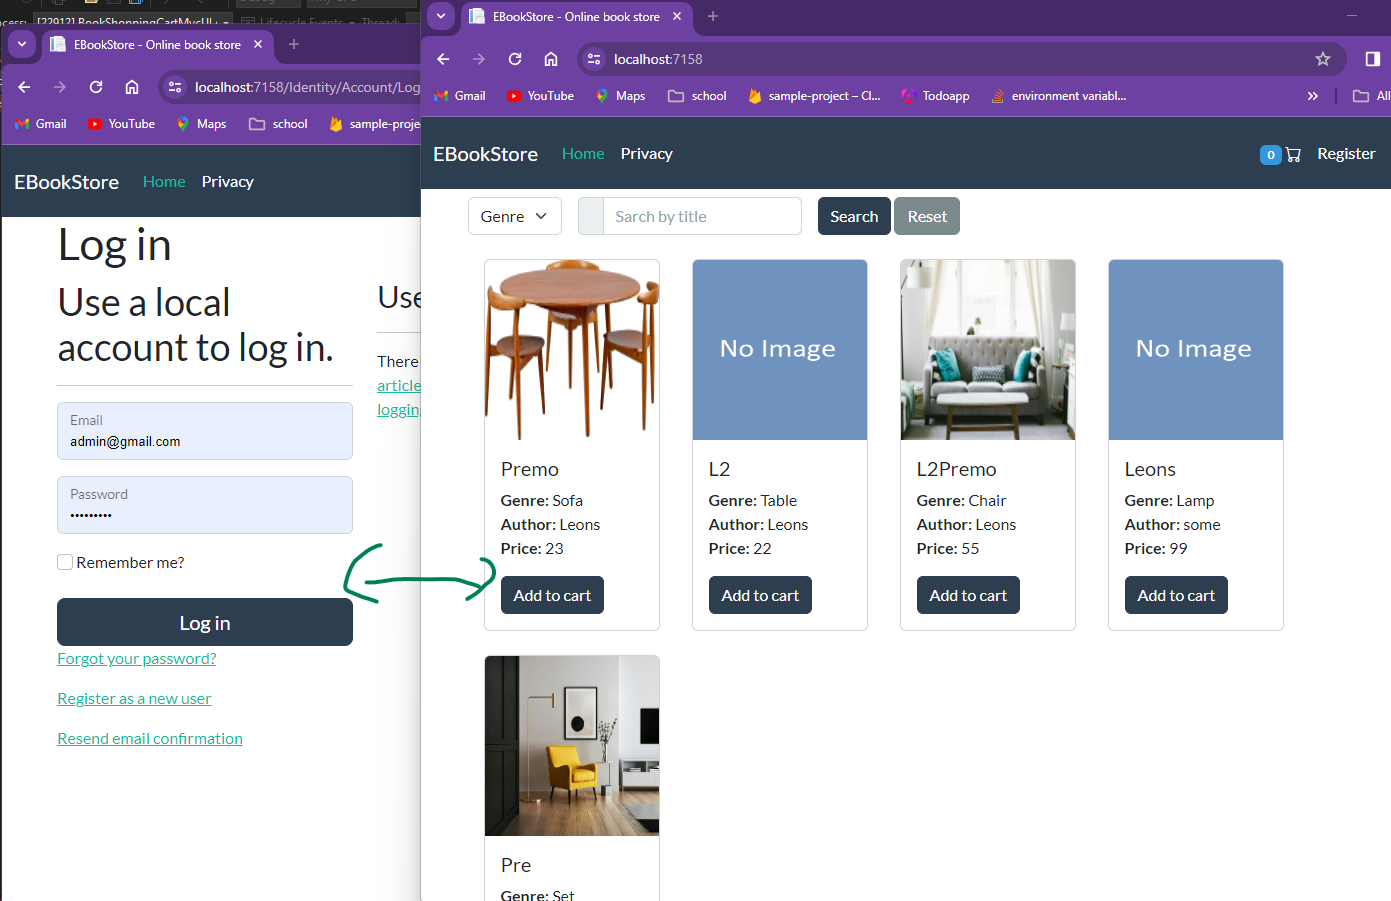 EBookStore - Online book store
localhost:7158/Identity/Account/Log
Gmail YouTube Maps school sample-proje
EBookStore Home Privacy
Log in
Use a local
account to log in.
Email
admin@gmail.com
Password
•••••••••
Remember me?
Log in
Forgot your password?
Register as a new user
Resend email confirmation
Use
There
article
logging
EBookStore - Online book store
localhost:7158
Gmail YouTube Maps school sample-project – Cl... Todoapp environment variabl... » All
EBookStore Home Privacy 0 Register
Genre Sarch by title Search Reset
Premo
Genre: Sofa
Author: Leons
Price: 23
Add to cart
No Image
L2
Genre: Table
Author: Leons
Price: 22
Add to cart
L2Premo
Genre: Chair
Author: Leons
Price: 55
Add to cart
No Image
Leons
Genre: Lamp
Author: some
Price: 99
Add to cart
Pre
Genre: Set